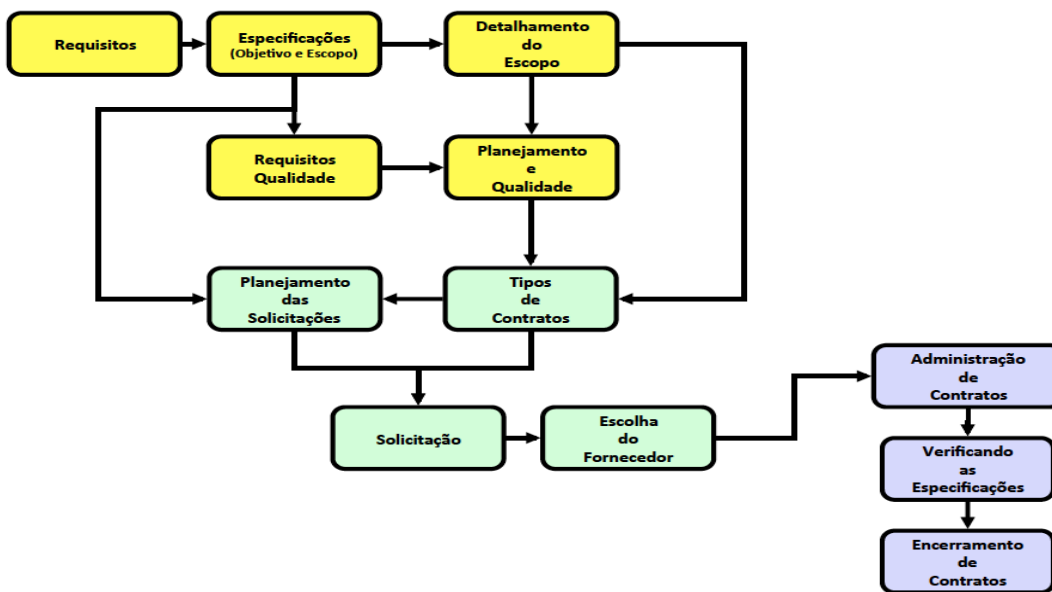 Requisitos
Especificações
(Objetivo e Escopo)
Detalhamento
do
Escopo
Requisitos
Qualidade
Planejamento
e
Qualidade
Planejamento
das
Solicitações
Tipos
de
Contratos
Solicitação
Escolha
do
Fornecedor
Administração
de
Contratos
Verificando
as
Especificações
Encerramento
de
Contratos